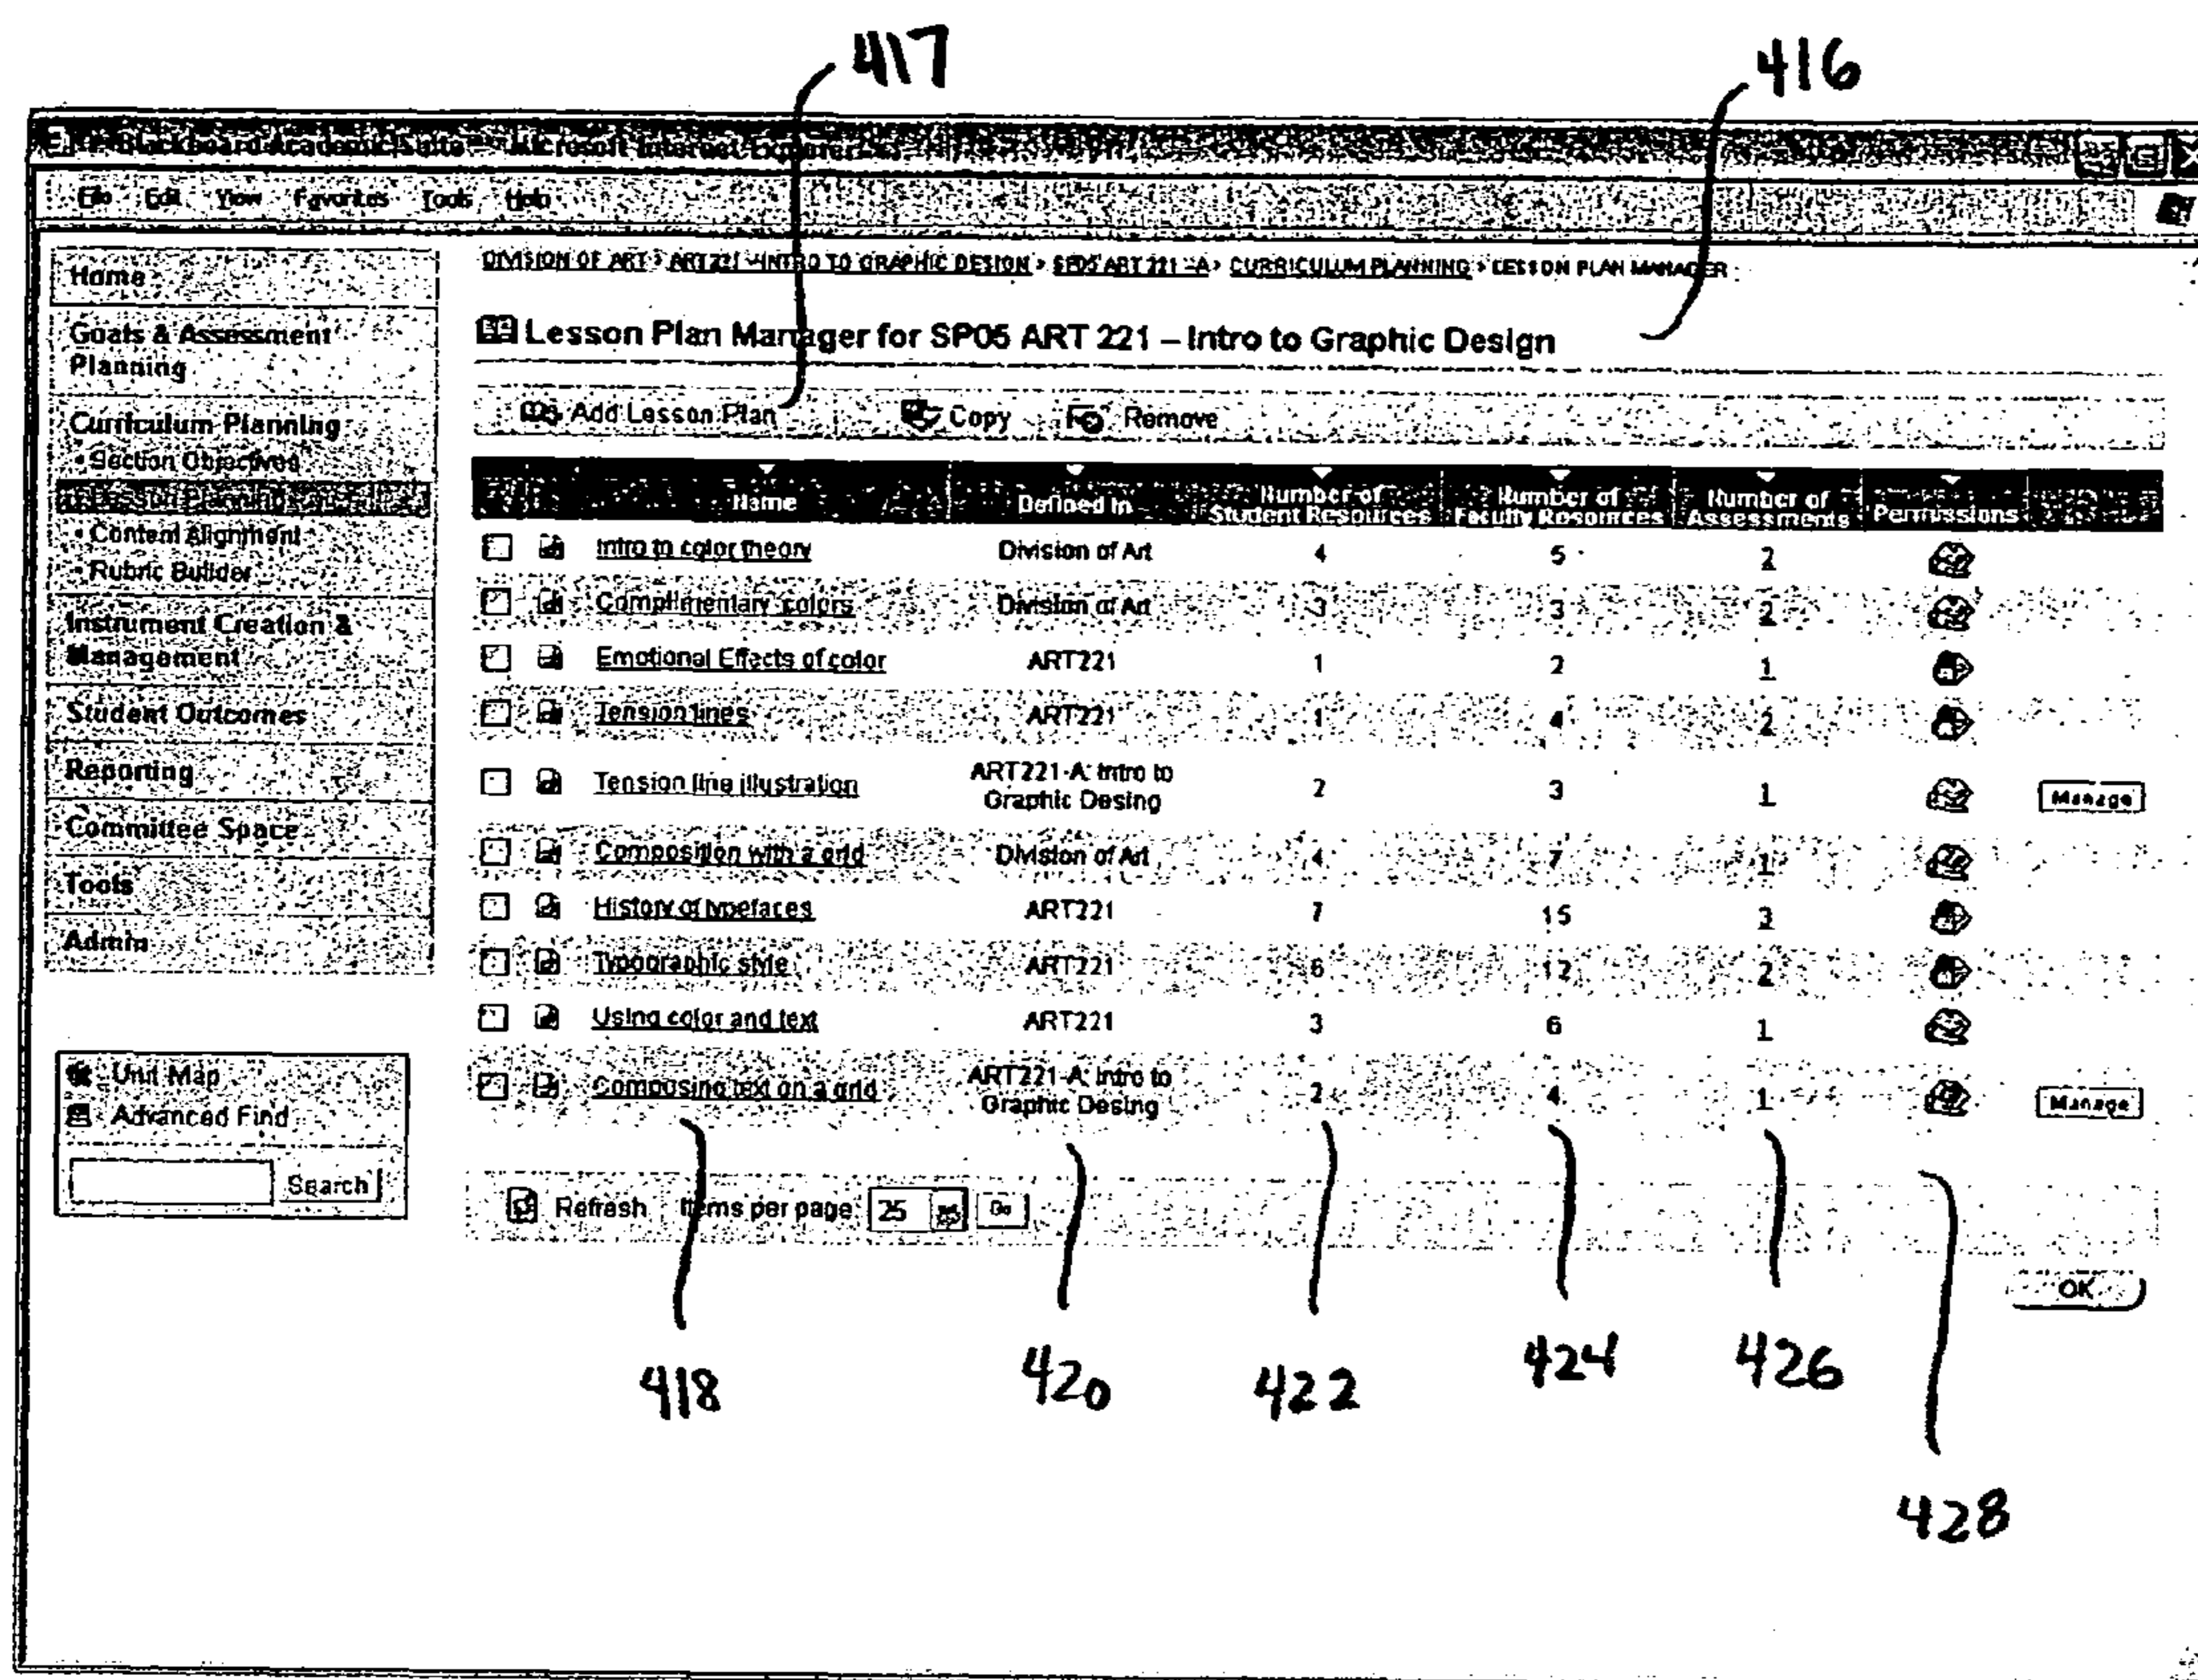 417
416
Blackboard Academic Suite Microsoft Internet Explorer
File Edit View Favorites Tools Help
DIVISION OF ART > ART 221 - INTRO TO GRAPHIC DESIGN > SP05 ART 221 - A > CURRICULUM PLANNING > LESSON PLAN MANAGER
Home
Goals & Assessment
Planning
Curriculum Planning
• Section Objectives
Lesson Planning
• Content Alignment
• Rubric Builder
Instrument Creation &
Management
Student Outcomes
Reporting
Committee Space
Tools
Admin
Unit Map
Advanced Find
Search
Lesson Plan Manager for SP05 ART 221 – Intro to Graphic Design
Add Lesson Plan Copy Remove
Name Defined In Number of Student Resources Number of Faculty Resources Number of Assessments Permissions
Intro to color theory Division of Art 4 5 2
Complimentary colors Division of Art 3 3 2
Emotional Effects of color ART221 1 2 1
Tension lines ART221 1 4 2
Tension line illustration ART221-A: Intro to Graphic Desing 2 3 1 Manage
Composition with a grid Division of Art 4 7 1
History of typefaces ART221 7 15 3
Typographic style ART221 6 12 2
Using color and text ART221 3 6 1
Composing text on a grid ART221-A: Intro to Graphic Desing 2 4 1 Manage
Refresh Items per page 25 Go
OK
418
420
422
424
426
428